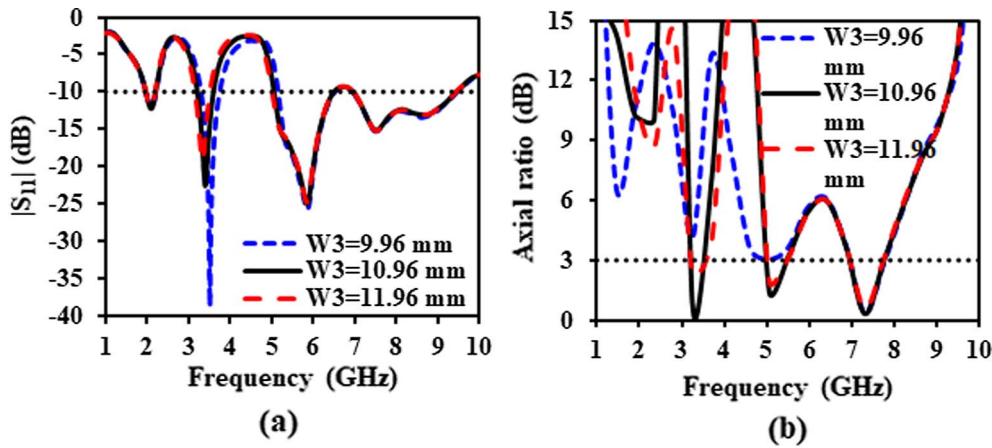 0
-5
-10
-15
-20
-25
-30
-35
-40
|S11| (dB)
W3=9.96 mm
W3=10.96 mm
W3=11.96 mm
1 2 3 4 5 6 7 8 9 10
Frequency (GHz)
(a)
15
12
9
6
3
0
Axial ratio (dB)
W3=9.96
mm
W3=10.96
mm
W3=11.96
mm
1 2 3 4 5 6 7 8 9 10
Frequency (GHz)
(b)